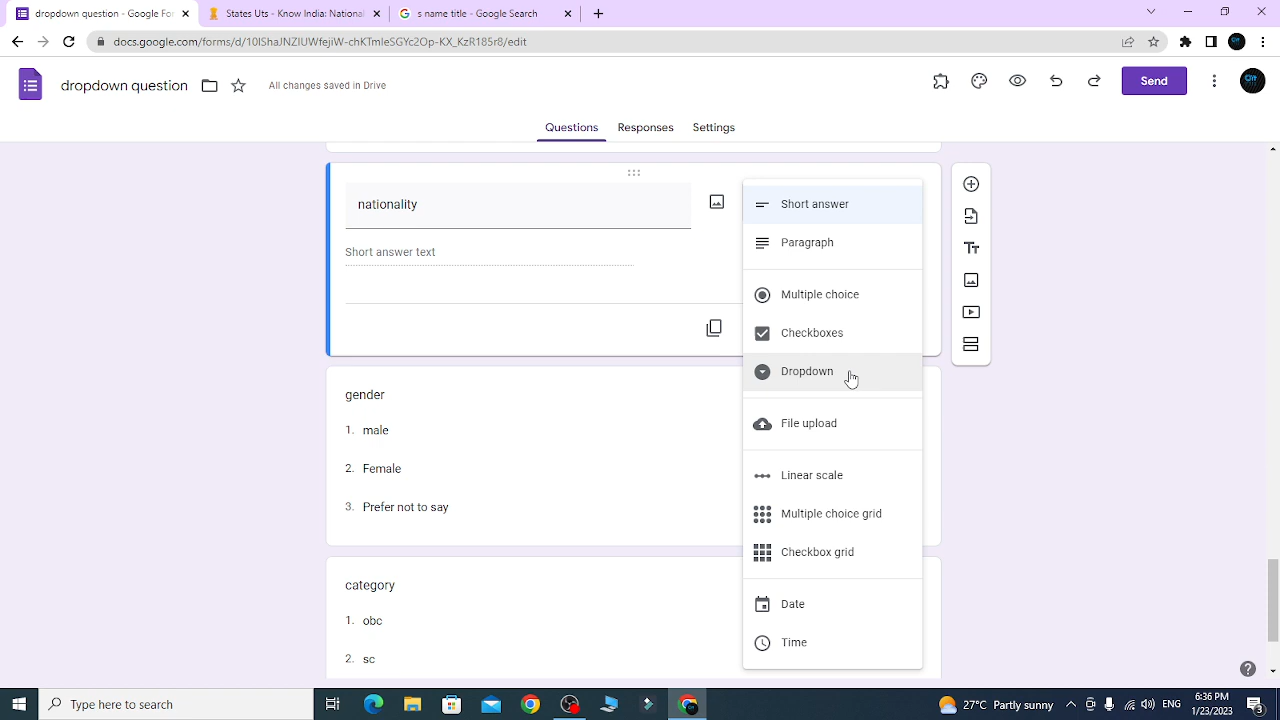 dropdown question
States Uts - Know India: National
s name title - Google Search
docs.google.com/forms/d/10IShaJNZIUWfejiW-chKTmleSGYc2Op-KX_KzR185r8/edit
dropdown question
All changes saved in Drive
Send
Questions
Responses
Settings
nationality
Short answer text
Short answer
Paragraph
Multiple choice
Checkboxes
Dropdown
File upload
Linear scale
Multiple choice grid
Checkbox grid
Date
Time
gender
1. male
2. Female
3. Prefer not to say
category
1. obc
2. sc
Type here to search
27°C Partly sunny
ENG
6:36 PM
1/23/2023